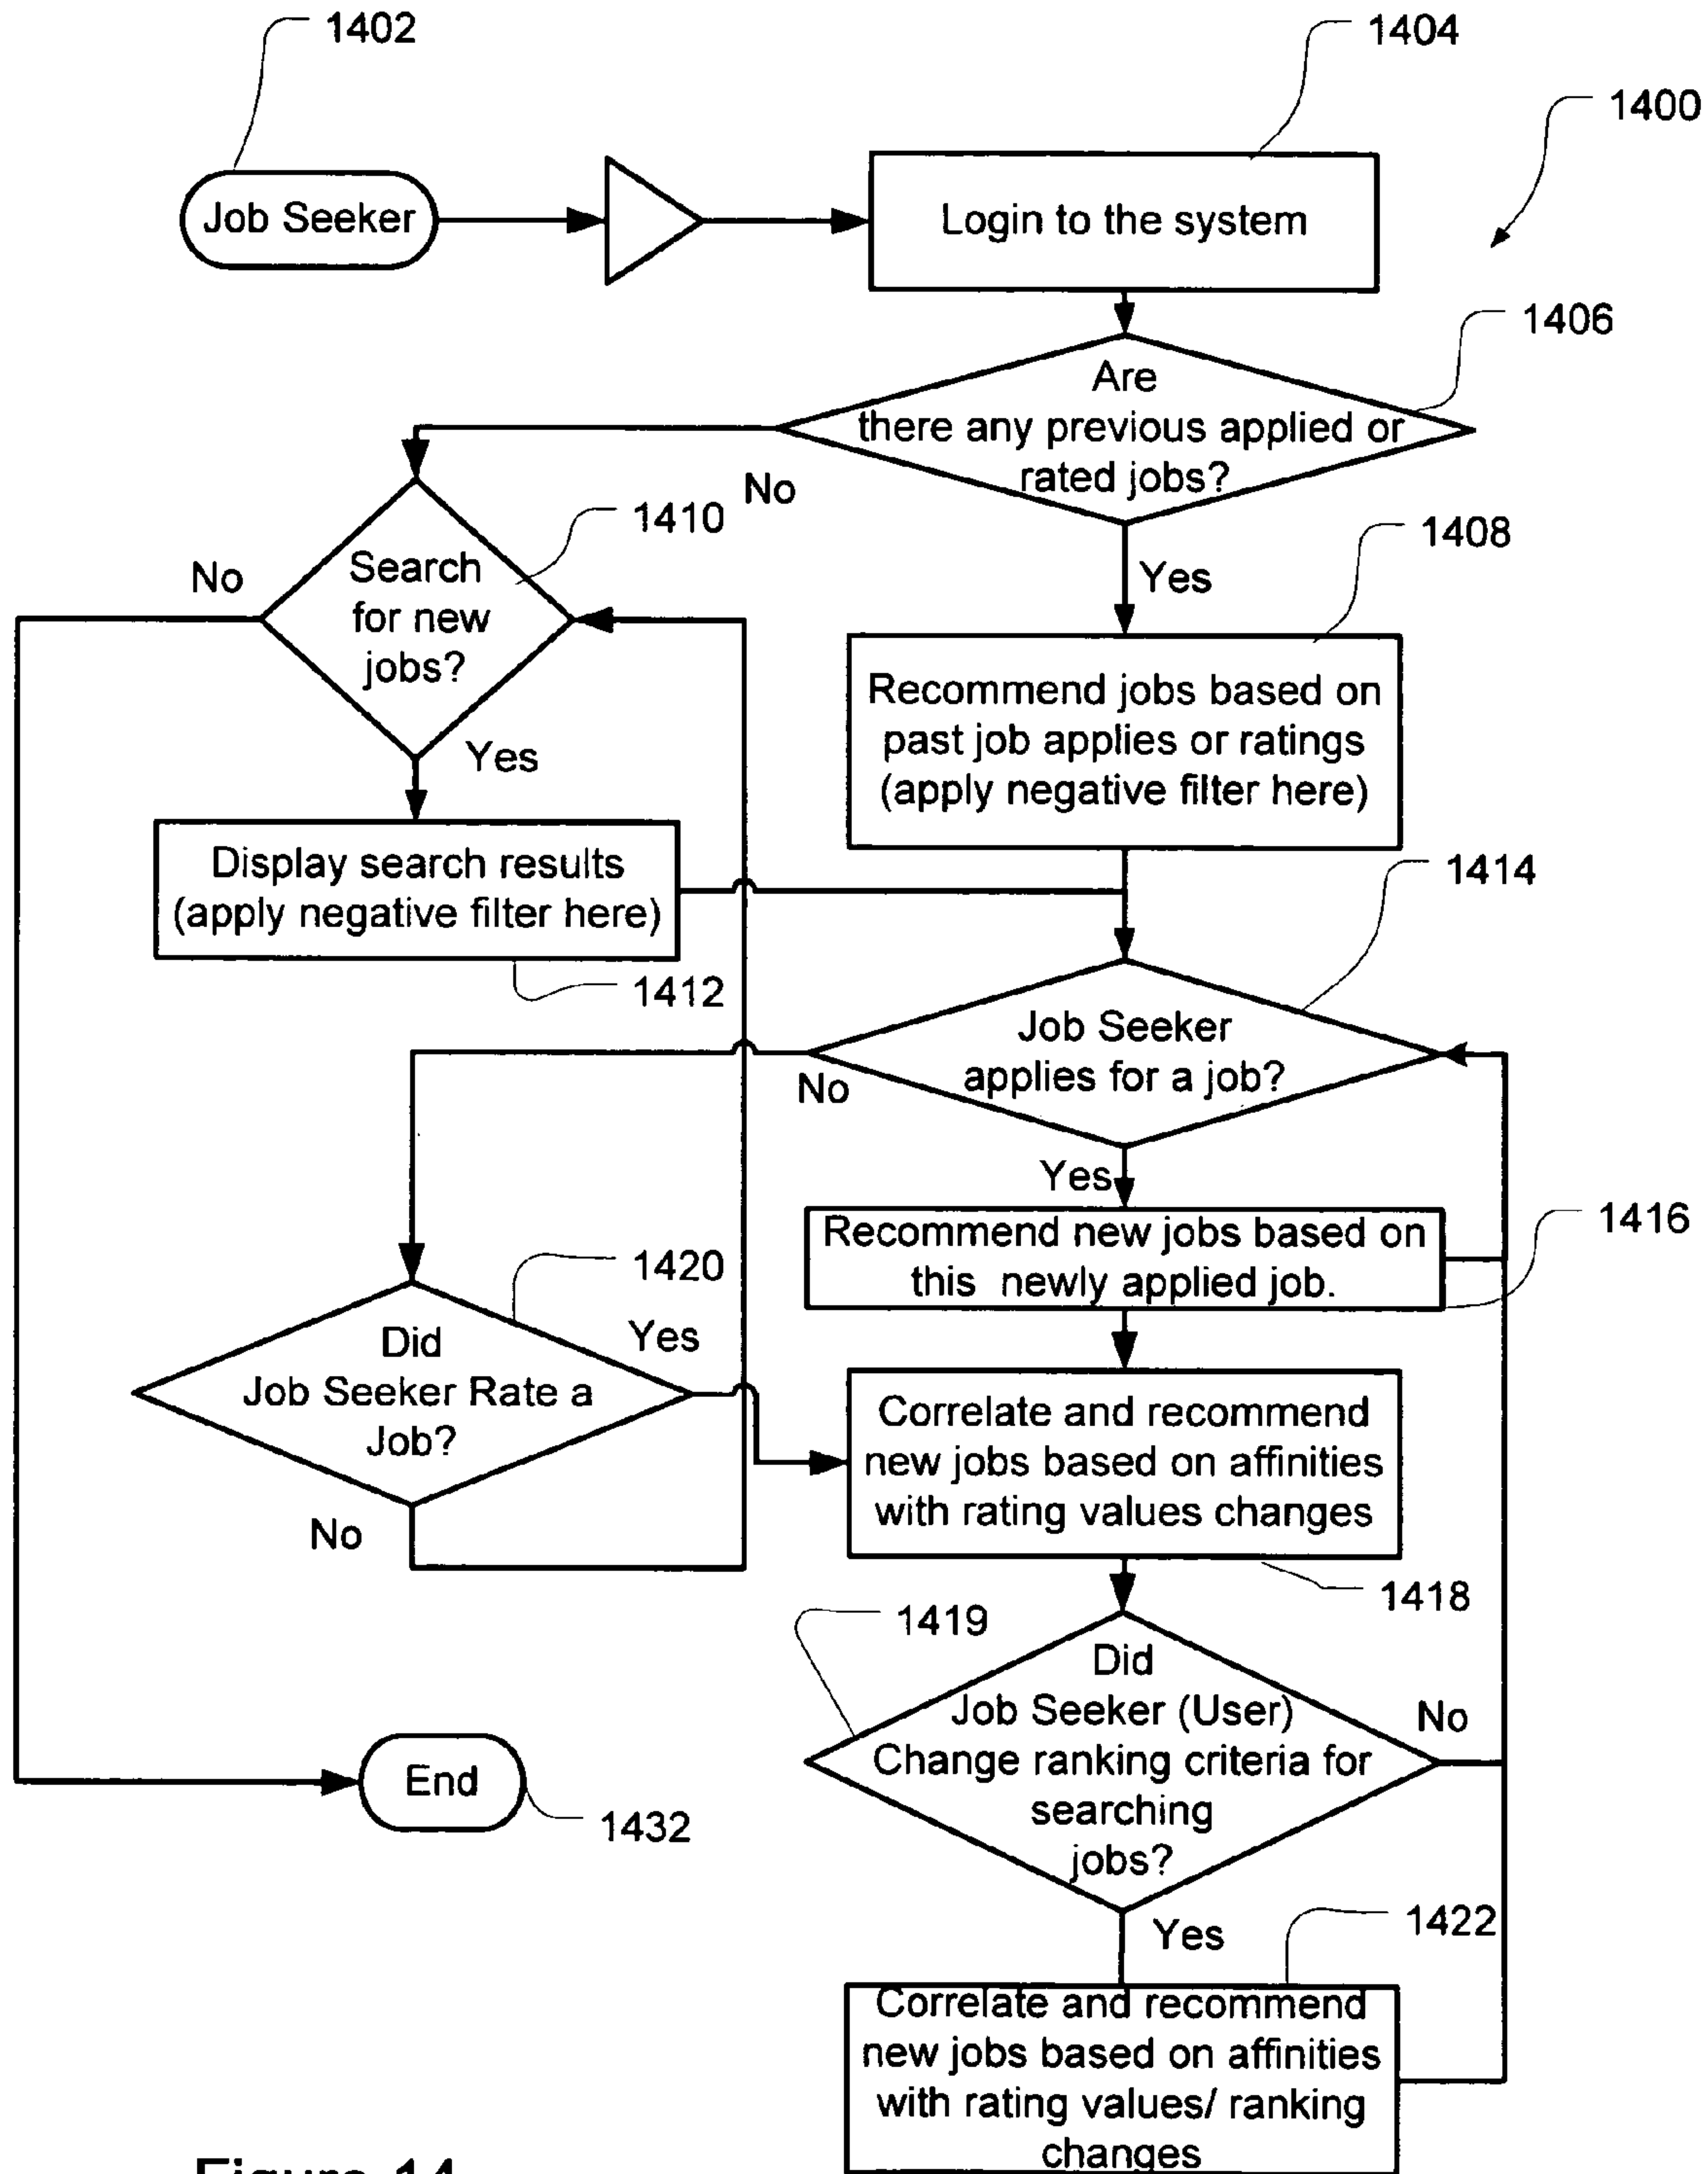 1402
1404
1400
Job Seeker
Login to the system
1406
Are
there any previous applied or
rated jobs?
No
1410
1408
No
Search
for new
jobs?
Yes
Yes
Recommend jobs based on
past job applies or ratings
(apply negative filter here)
Display search results
(apply negative filter here)
1412
1414
Job Seeker
applies for a job?
No
Yes
Recommend new jobs based on
this newly applied job.
1416
1420
Did
Job Seeker Rate a
Job?
Yes
No
Correlate and recommend
new jobs based on affinities
with rating values changes
1418
1419
Did
Job Seeker (User)
Change ranking criteria for
searching
jobs?
No
Yes
End
1432
1422
Correlate and recommend
new jobs based on affinities
with rating values/ ranking
changes
Figure 14